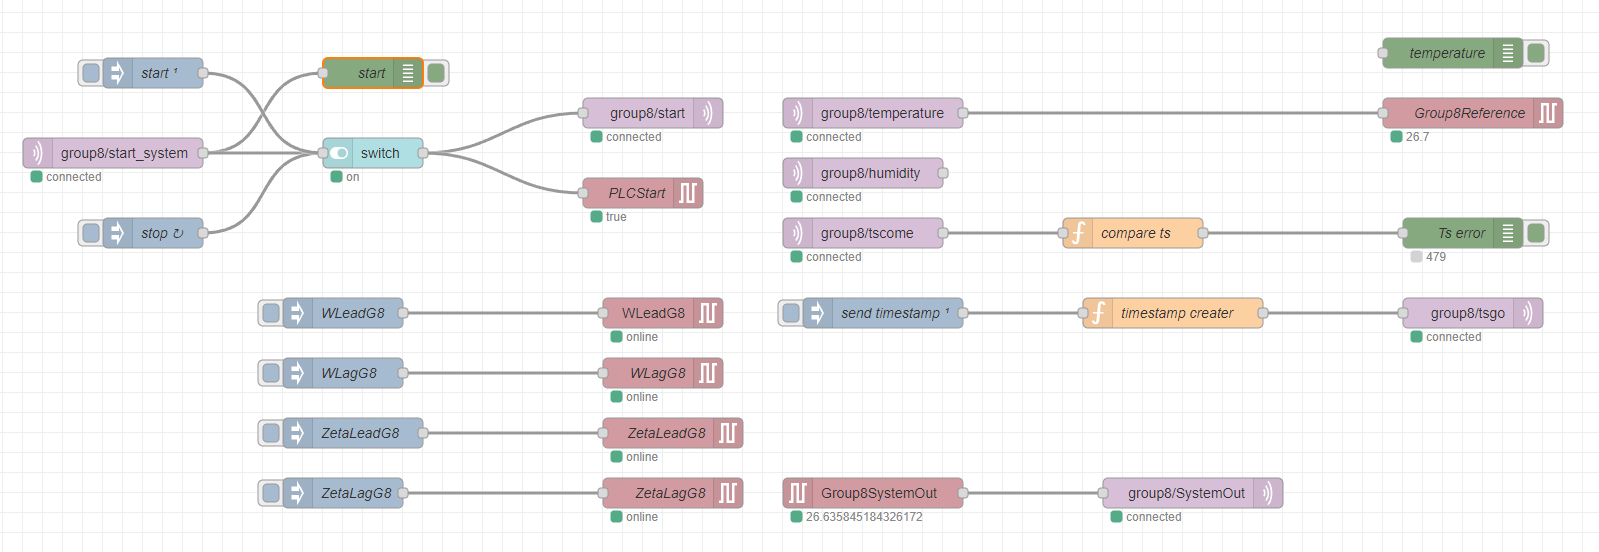 start ¹
start
group8/start_system
connected
switch
on
stop ↻
group8/start
connected
PLCStart
true
WLeadG8
WLeadG8
online
WLagG8
WLagG8
online
ZetaLeadG8
ZetaLeadG8
online
ZetaLagG8
ZetaLagG8
online
temperature
group8/temperature
connected
Group8Reference
26.7
group8/humidity
connected
group8/tscome
connected
compare ts
Ts error
479
send timestamp ¹
timestamp creater
group8/tsgo
connected
Group8SystemOut
26.635845184326172
group8/SystemOut
connected